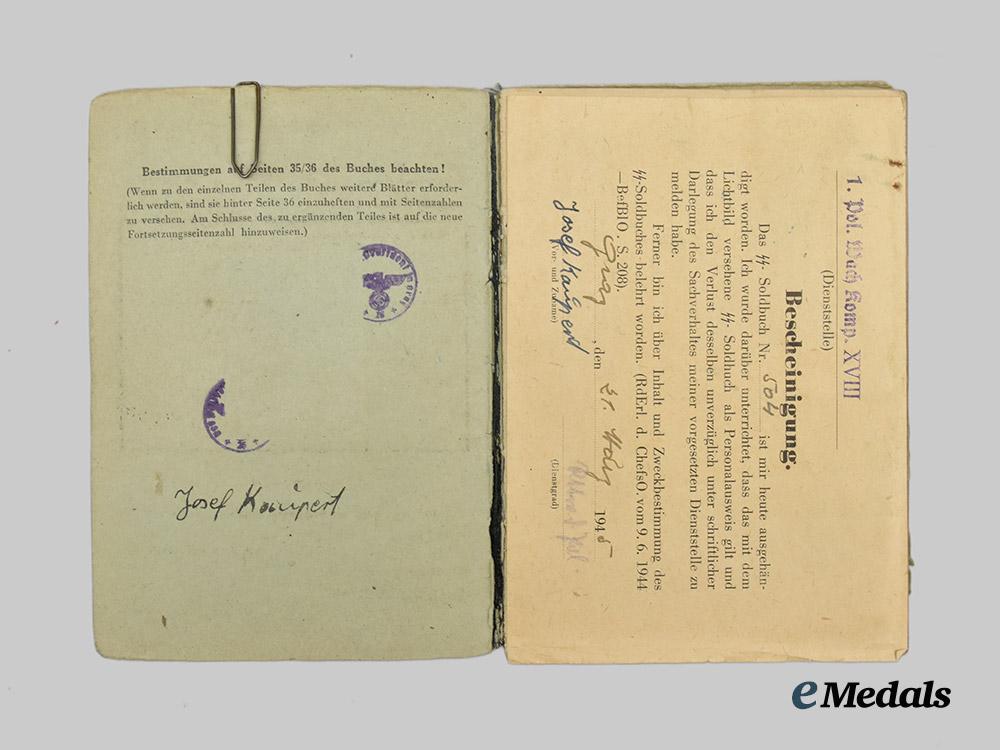 Bestimmungen auf Seiten 35/36 des Buches beachten!
(Wenn zu den einzelnen Teilen des Buches weitere Blätter erforder-
lich werden, sind sie hinter Seite 36 einzuheften und mit Seitenzahlen
zu versehen. Am Schlusse des zu ergänzenden Teiles ist auf die neue
Fortsetzungsseitenzahl hinzuweisen.)
Josef Kaupert
1. Pol. Wach Komp. XVIII
(Dienststelle)
Bescheinigung.
Das SS- Soldbuch Nr. 504 ist mir heute ausgehän-
digt worden. Ich wurde darüber unterrichtet, dass das mit dem
Lichtbild versehene SS- Soldbuch als Personalausweis gilt und
dass ich den Verlust desselben unverzüglich unter schriftlicher
Darlegung des Sachverhaltes meiner vorgesetzten Dienststelle zu
melden habe.
Ferner bin ich über Inhalt und Zweckbestimmung des
SS-Soldbuches belehrt worden. (RdErl. d. ChefsO. vom 9. 6. 1944
—BefBlO. S. 208).
Graz, den 21. März 1945
Josef Kaupert
(Vor- und Zuname)
(Dienstgrad)
eMedals